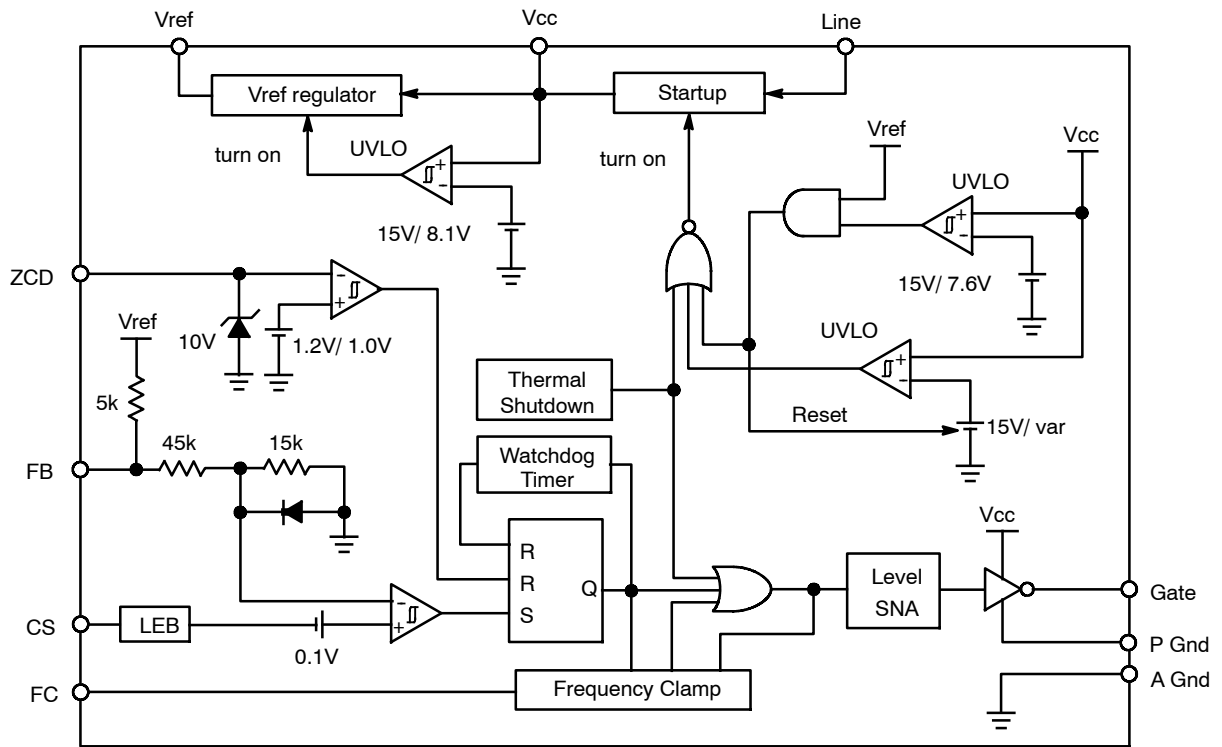 Vref
Vcc
Line
Vref regulator
Startup
turn on
UVLO
+
−
15V/ 8.1V
turn on
Vref
Vcc
UVLO
+
−
15V/ 7.6V
ZCD
−
+
Vref
10V
1.2V/ 1.0V
UVLO
+
−
5k
Thermal
Shutdown
Reset
15V/ var
45k
15k
FB
Watchdog
Timer
R
R
S
Q
Vcc
Level
SNA
Gate
CS
LEB
−
+
0.1V
P Gnd
A Gnd
FC
Frequency Clamp